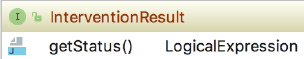 InterventionResult
getStatus() LogicalExpression